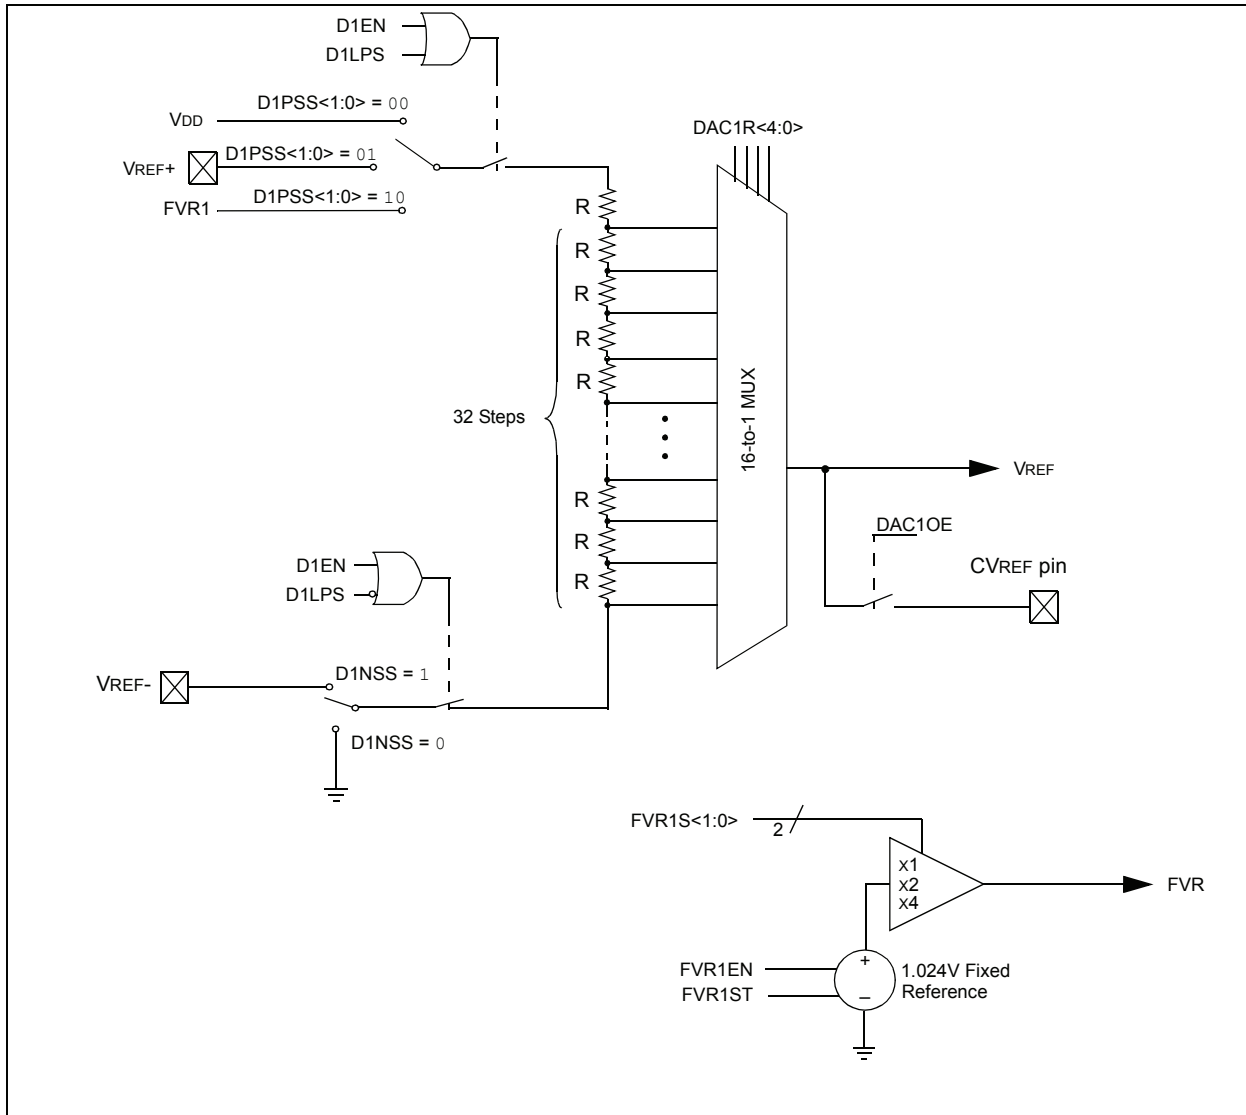 D1EN
D1LPS
D1PSS<1:0> = 00
VDD
D1PSS<1:0> = 01
VREF+
D1PSS<1:0> = 10
FVR1
DAC1R<4:0>
R
R
R
R
R
32 Steps
16-to-1 MUX
VREF
R
R
R
DAC1OE
CVREF pin
D1EN
D1LPS
VREF-
D1NSS = 1
D1NSS = 0
FVR1S<1:0>
2
x1
x2
x4
FVR
FVR1EN
FVR1ST
+
–
1.024V Fixed
Reference